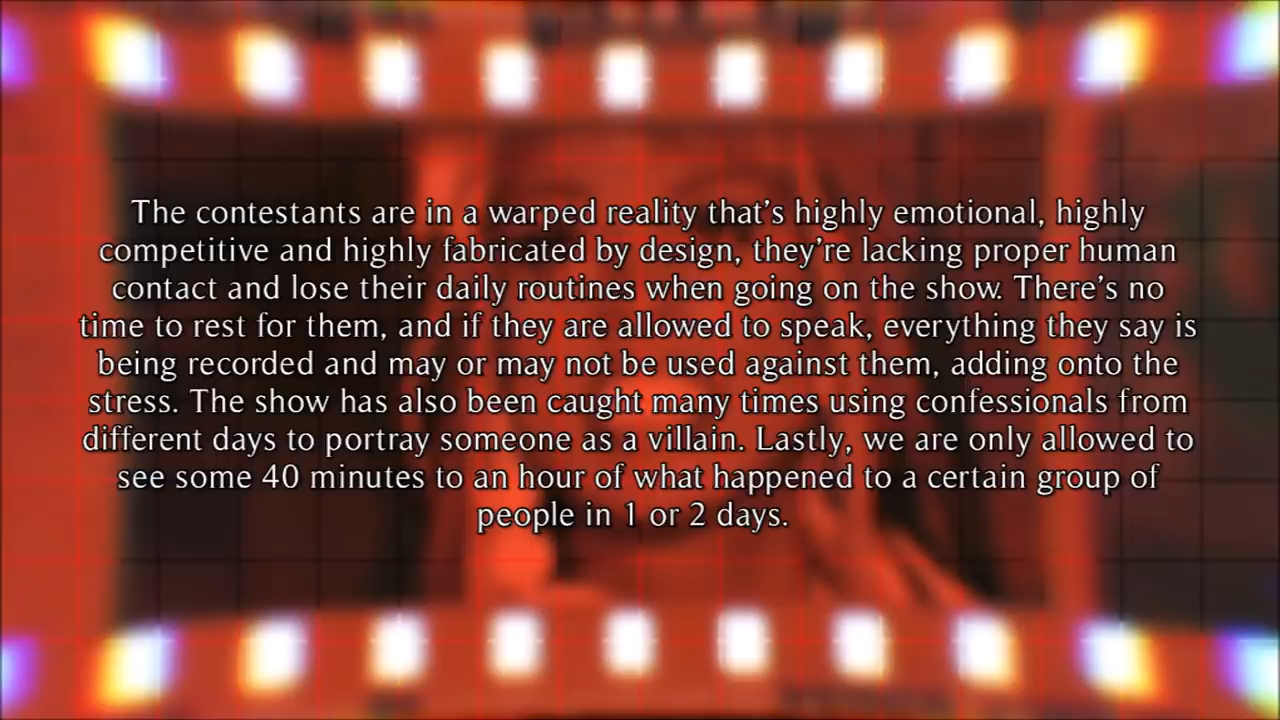 The contestants are in a warped reality that's highly emotional, highly
competitive and highly fabricated by design, they're lacking proper human
contact and lose their daily routines when going on the show. There's no
time to rest for them, and if they are allowed to speak, everything they say is
being recorded and may or may not be used against them, adding onto the
stress. The show has also been caught many times using confessionals from
different days to portray someone as a villain. Lastly, we are only allowed to
see some 40 minutes to an hour of what happened to a certain group of
people in 1 or 2 days.